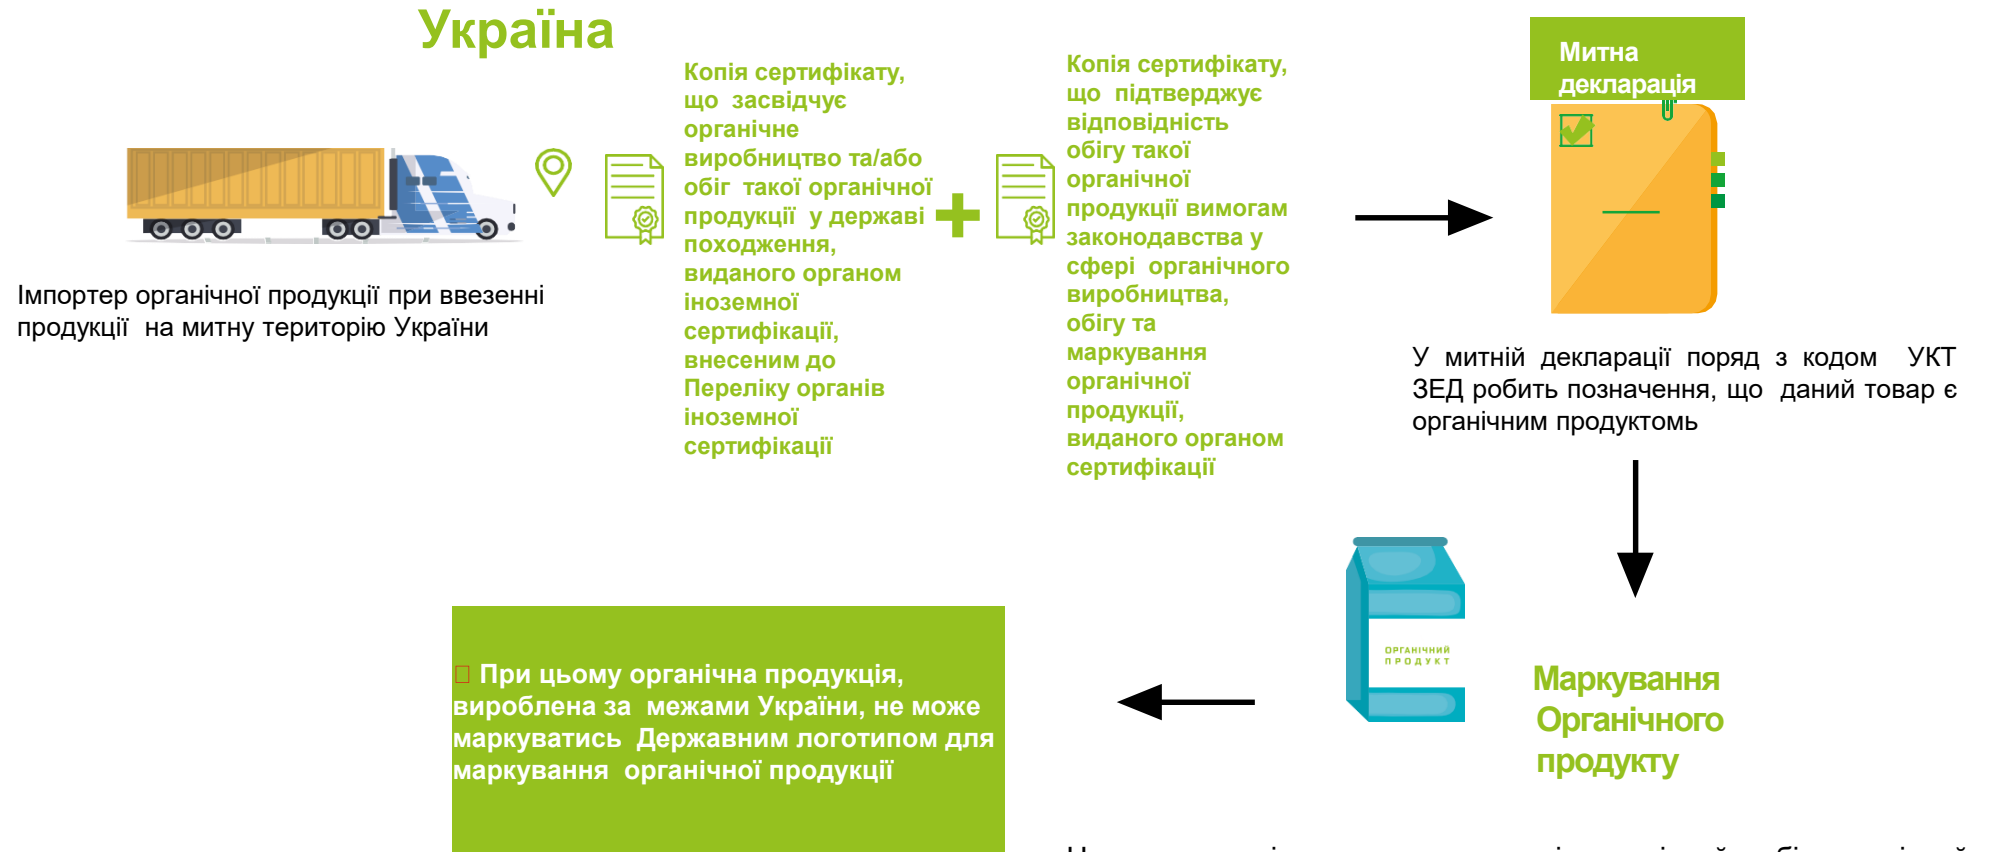 Україна
Імпортер органічної продукції при ввезенні
продукції на митну територію України
Копія сертифікату,
що засвідчує
органічне
виробництво та/або
обіг такої органічної
продукції у державі
походження,
виданого органом
іноземної
сертифікації,
внесеним до
Переліку органів
іноземної
сертифікації
Копія сертифікату,
що підтверджує
відповідність
обігу такої
органічної
продукції вимогам
законодавства у
сфері органічного
виробництва,
обігу та
маркування
органічної
продукції,
виданого органом
сертифікації
Митна
декларація
У митній декларації поряд з кодом УКТ
ЗЕД робить позначення, що даний товар є
органічним продуктомь
ОРГАНІЧНИЙ
ПРОДУКТ
Маркування
Органічного
продукту
При цьому органічна продукція,
вироблена за межами України, не може
маркуватись Державним логотипом для
маркування органічної продукції